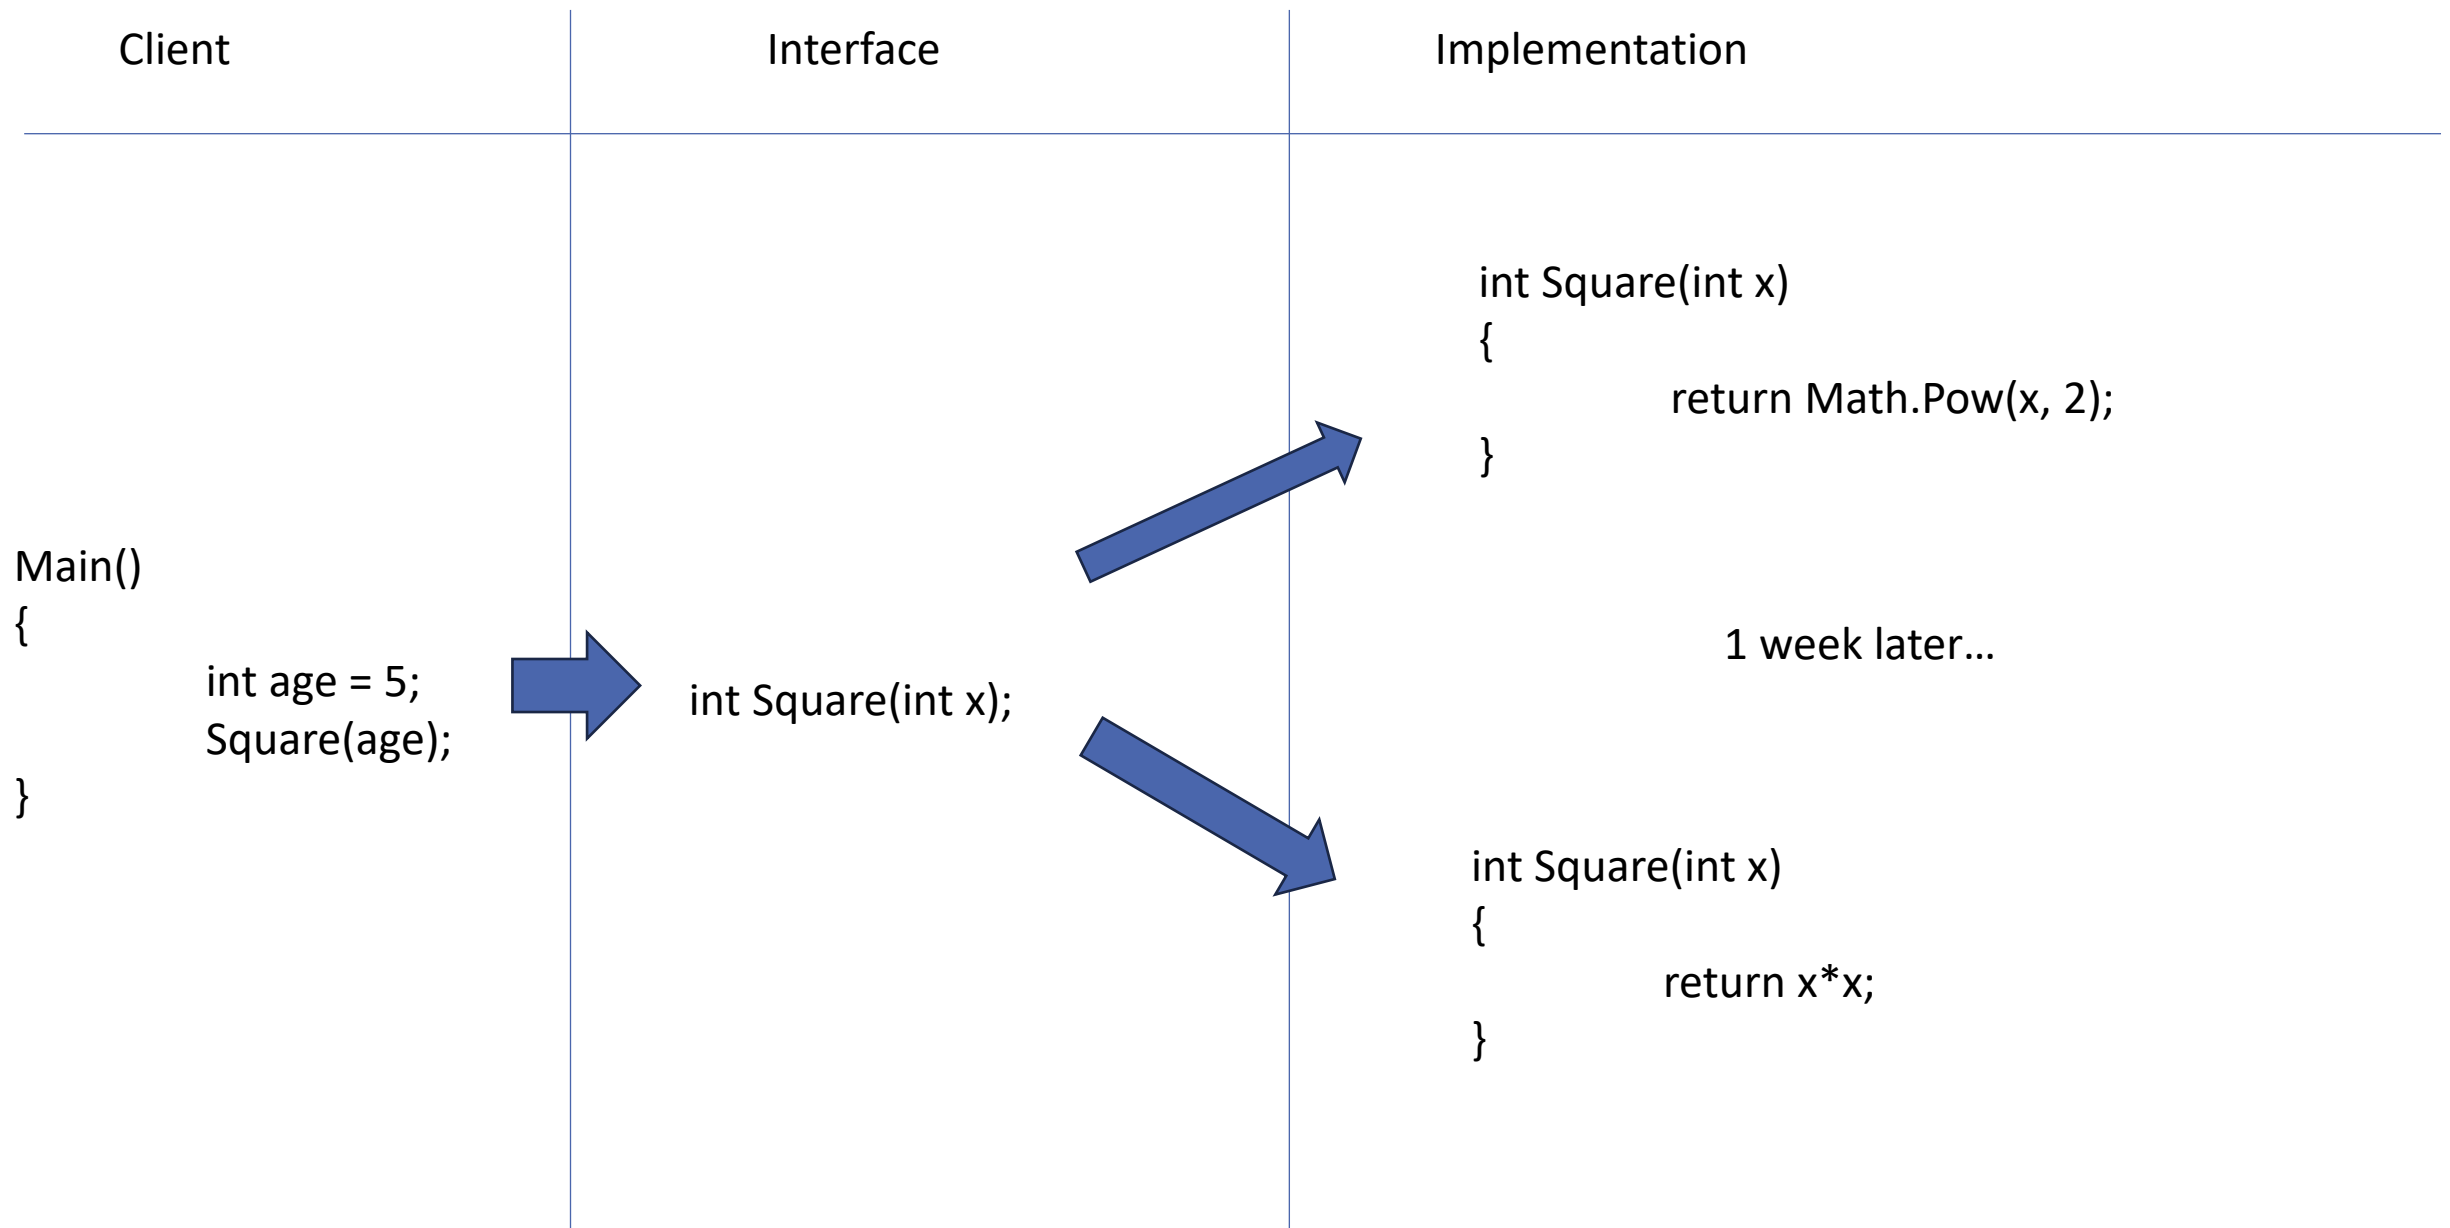 Client
Interface
Implementation
Main()
{
int age = 5;
Square(age);
}
int Square(int x);
int Square(int x)
{
return Math.Pow(x, 2);
}
1 week later…
int Square(int x)
{
return x*x;
}